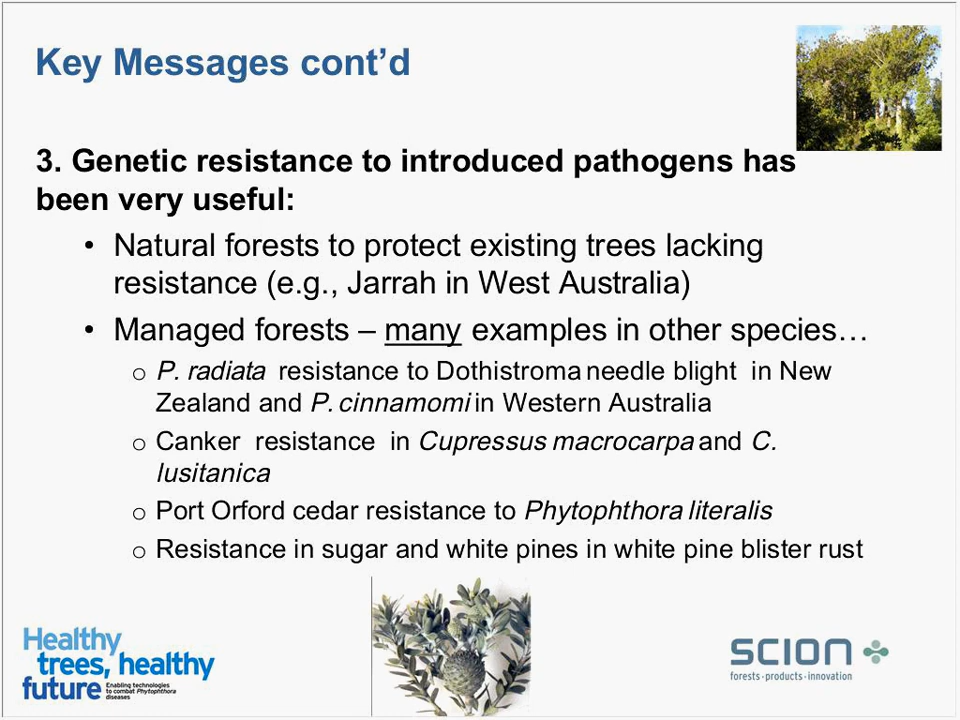 Key Messages cont’d
3. Genetic resistance to introduced pathogens has
been very useful:
• Natural forests to protect existing trees lacking
resistance (e.g., Jarrah in West Australia)
• Managed forests – many examples in other species…
o P. radiata resistance to Dothistroma needle blight in New
Zealand and P. cinnamomi in Western Australia
o Canker resistance in Cupressus macrocarpa and C.
lusitanica
o Port Orford cedar resistance to Phytophthora literalis
o Resistance in sugar and white pines in white pine blister rust
Healthy
trees, healthy
future
Enabling technologies
to combat Phytophthora
diseases
SCION
forests · products · innovation